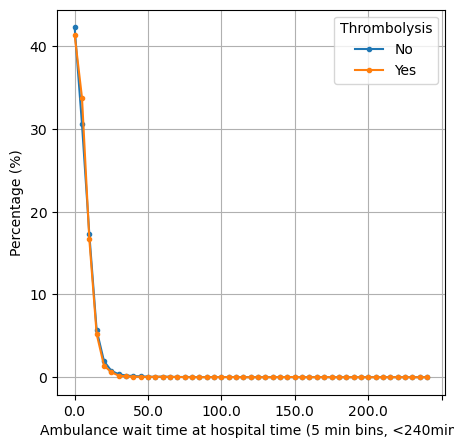 Thrombolysis
No
Yes
Percentage (%)
40
30
20
10
0
0.0 50.0 100.0 150.0 200.0
Ambulance wait time at hospital time (5 min bins, <240min